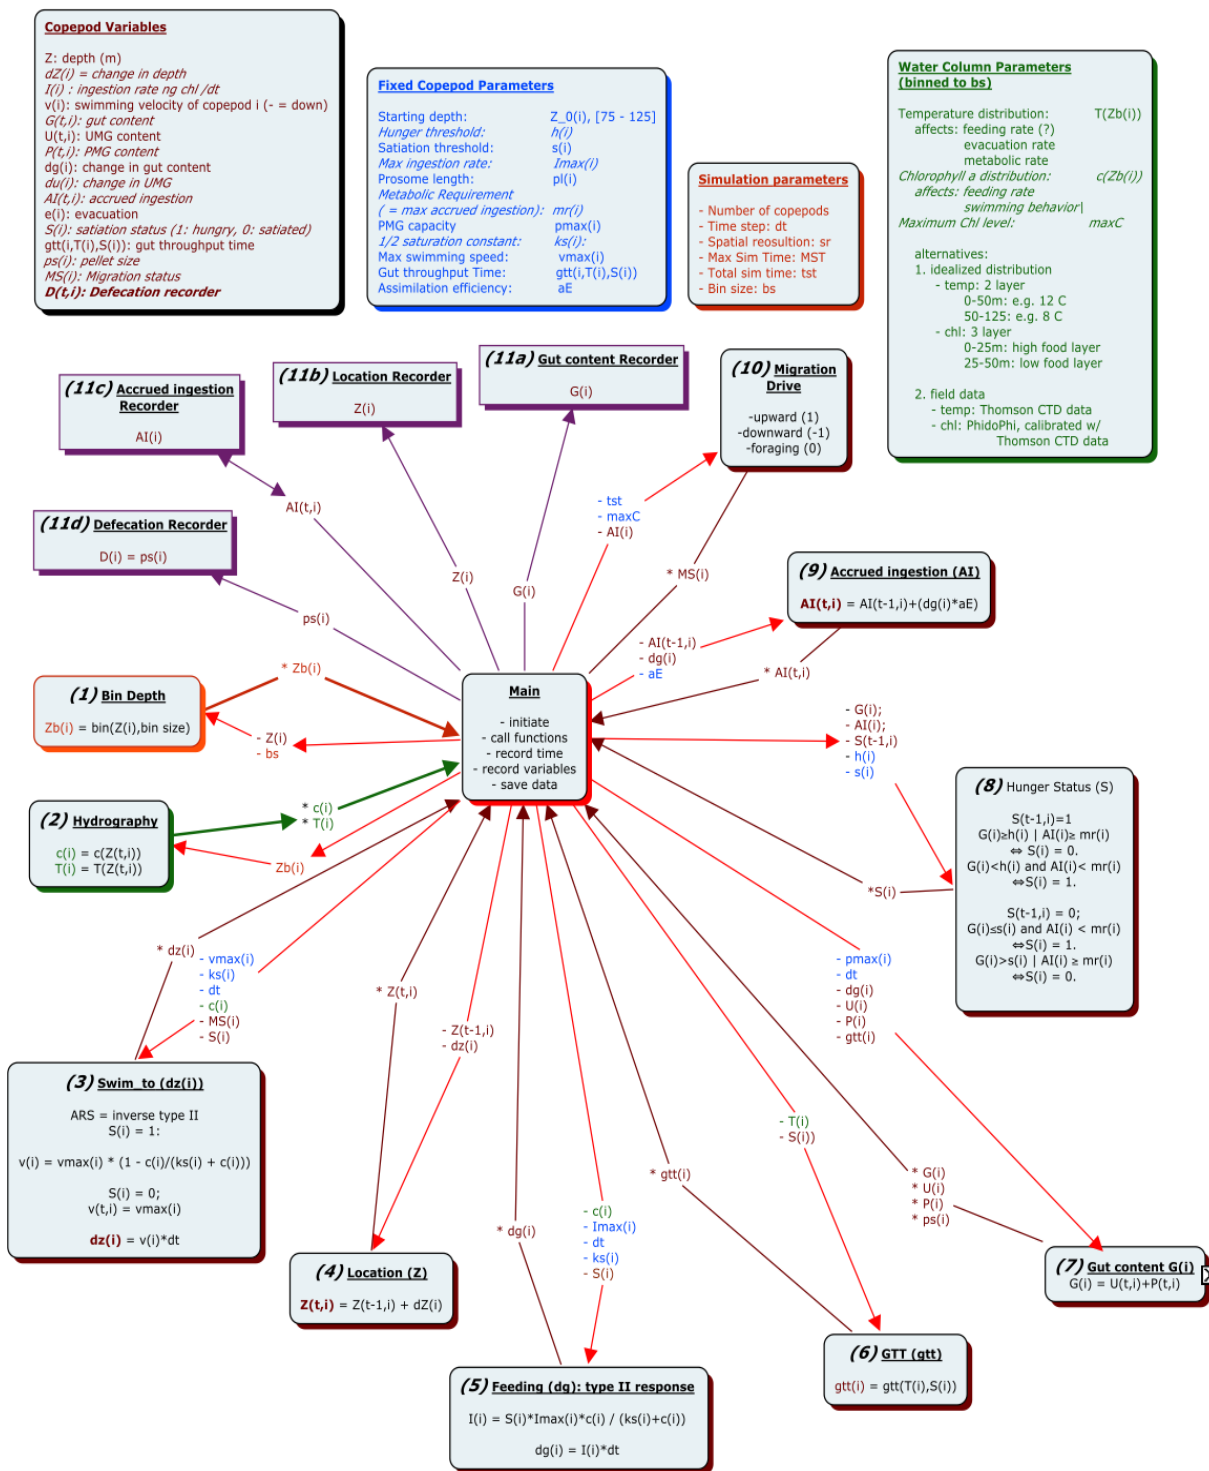 Copepod Variables
Z: depth (m)
dZ(i) = change in depth
I(i) : ingestion rate ng chl /dt
v(i): swimming velocity of copepod i (- = down)
G(t,i): gut content
U(t,i): UMG content
P(t,i): PMG content
dg(i): change in gut content
du(i): change in UMG
AI(t,i): accrued ingestion
e(i): evacuation
S(i): satiation status (1: hungry, 0: satiated)
gtt(i,T(i),S(i)): gut throughput time
ps(i): pellet size
MS(i): Migration status
D(t,i): Defecation recorder
Fixed Copepod Parameters
Starting depth: Z_0(i), [75 - 125]
Hunger threshold: h(i)
Satiation threshold: s(i)
Max ingestion rate: Imax(i)
Prosome length: pl(i)
Metabolic Requirement
( = max accrued ingestion): mr(i)
PMG capacity pmax(i)
1/2 saturation constant: ks(i):
Max swimming speed: vmax(i)
Gut throughput Time: gtt(i,T(i),S(i))
Assimilation efficiency: aE
Simulation parameters
- Number of copepods
- Time step: dt
- Spatial reosultion: sr
- Max Sim Time: MST
- Total sim time: tst
- Bin size: bs
Water Column Parameters
(binned to bs)
Temperature distribution: T(Zb(i))
affects: feeding rate (?)
evacuation rate
metabolic rate
Chlorophyll a distribution: c(Zb(i))
affects: feeding rate
swimming behavior|
Maximum Chl level: maxC
alternatives:
1. idealized distribution
- temp: 2 layer
0-50m: e.g. 12 C
50-125: e.g. 8 C
- chl: 3 layer
0-25m: high food layer
25-50m: low food layer
2. field data
- temp: Thomson CTD data
- chl: PhidoPhi, calibrated w/
Thomson CTD data
(11c) Accrued ingestion
Recorder
AI(i)
(11b) Location Recorder
Z(i)
(11a) Gut content Recorder
G(i)
(10) Migration
Drive
-upward (1)
-downward (-1)
-foraging (0)
(11d) Defecation Recorder
D(i) = ps(i)
AI(t,i)
Z(i)
G(i)
ps(i)
- tst
- maxC
- AI(i)
* MS(i)
(9) Accrued ingestion (AI)
AI(t,i) = AI(t-1,i)+(dg(i)*aE)
- AI(t-1,i)
- dg(i)
- aE
* AI(t,i)
(1) Bin Depth
Zb(i) = bin(Z(i),bin size)
* Zb(i)
- Z(i)
- bs
Main
- initiate
- call functions
- record time
- record variables
- save data
- G(i);
- AI(i);
- S(t-1,i)
- h(i)
- s(i)
(2) Hydrography
c(i) = c(Z(t,i))
T(i) = T(Z(t,i))
* c(i)
* T(i)
Zb(i)
(8) Hunger Status (S)
S(t-1,i)=1
G(i)≥h(i) | AI(i)≥ mr(i)
⇔ S(i) = 0.
G(i)<h(i) and AI(i)< mr(i)
⇔S(i) = 1.
S(t-1,i) = 0;
G(i)≤s(i) and AI(i) < mr(i)
⇔S(i) = 1.
G(i)>s(i) | AI(i) ≥ mr(i)
⇔S(i) = 0.
*S(i)
* dz(i)
- vmax(i)
- ks(i)
- dt
- c(i)
- MS(i)
- S(i)
* Z(t,i)
- Z(t-1,i)
- dz(i)
- pmax(i)
- dt
- dg(i)
- U(i)
- P(i)
- gtt(i)
(3) Swim_to (dz(i))
ARS = inverse type II
S(i) = 1:
v(i) = vmax(i) * (1 - c(i)/(ks(i) + c(i)))
S(i) = 0;
v(t,i) = vmax(i)
dz(i) = v(i)*dt
(4) Location (Z)
Z(t,i) = Z(t-1,i) + dZ(i)
* dg(i)
- c(i)
- Imax(i)
- dt
- ks(i)
- S(i)
* gtt(i)
- T(i)
- S(i))
* G(i)
* U(i)
* P(i)
* ps(i)
(7) Gut content G(i)
G(i) = U(t,i)+P(t,i)
(6) GTT (gtt)
gtt(i) = gtt(T(i),S(i))
(5) Feeding (dg): type II response
I(i) = S(i)*Imax(i)*c(i) / (ks(i)+c(i))
dg(i) = I(i)*dt